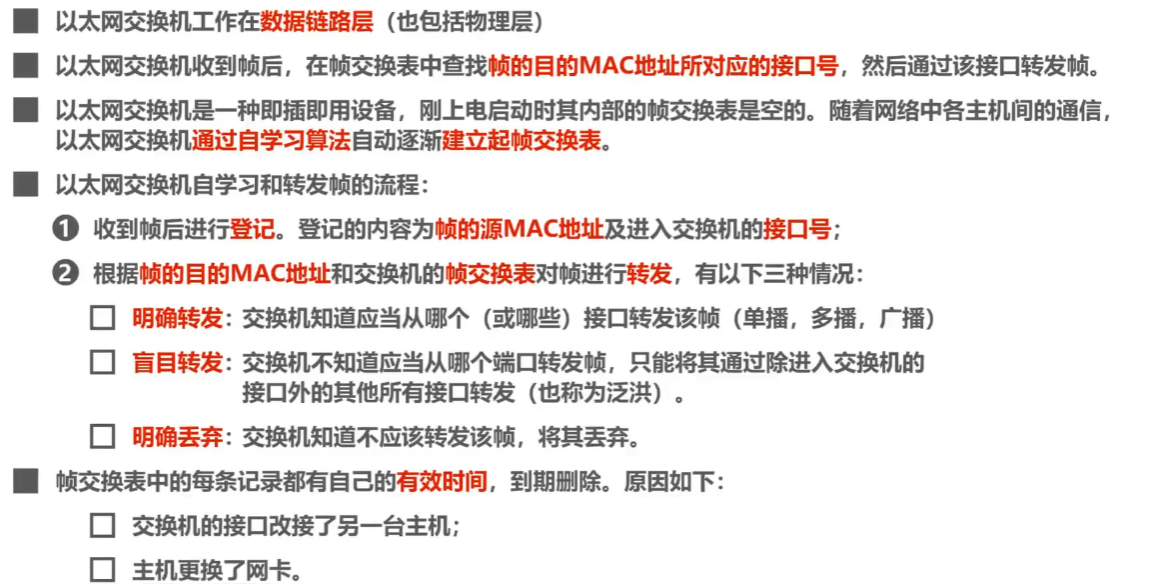 以太网交换机工作在数据链路层（也包括物理层）
以太网交换机收到帧后，在帧交换表中查找帧的目的MAC地址所对应的接口号，然后通过该接口转发帧。
以太网交换机是一种即插即用设备，刚上电启动时其内部的帧交换表是空的。随着网络中各主机间的通信，
以太网交换机通过自学习算法自动逐渐建立起帧交换表。
以太网交换机自学习和转发帧的流程：
❶ 收到帧后进行登记。登记的内容为帧的源MAC地址及进入交换机的接口号；
❷ 根据帧的目的MAC地址和交换机的帧交换表对帧进行转发，有以下三种情况：
明确转发：交换机知道应当从哪个（或哪些）接口转发该帧（单播，多播，广播）
盲目转发：交换机不知道应当从哪个端口转发帧，只能将其通过除进入交换机的
接口外的其他所有接口转发（也称为泛洪）。
明确丢弃：交换机知道不应该转发该帧，将其丢弃。
帧交换表中的每条记录都有自己的有效时间，到期删除。原因如下：
交换机的接口改接了另一台主机；
主机更换了网卡。